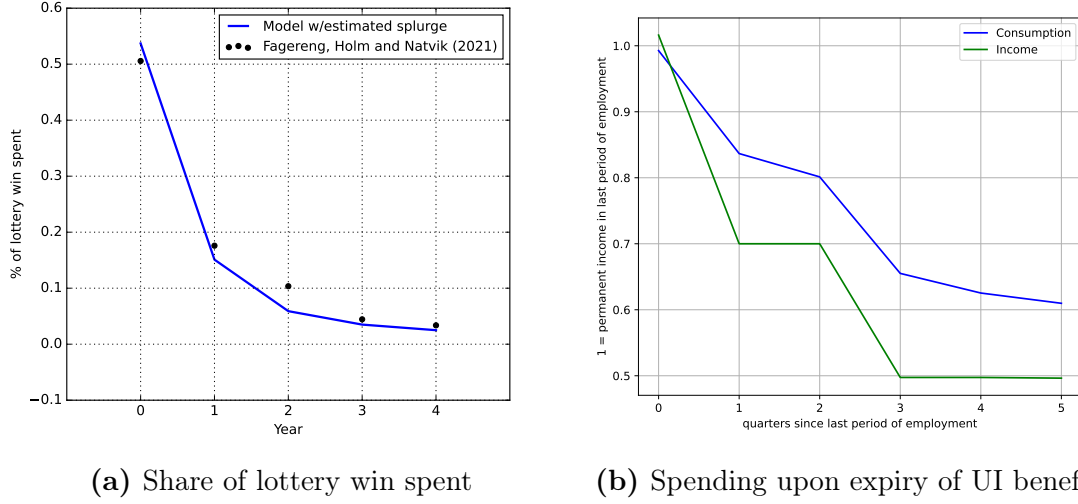 0.6
0.5
0.4
0.3
0.2
0.1
0.0
−0.1
% of lottery win spent
Model w/estimated splurge
Fagereng, Holm and Natvik (2021)
0 1 2 3 4
Year
(a) Share of lottery win spent
1.0
0.9
0.8
0.7
0.6
0.5
1 = permanent income in last period of employment
Consumption
Income
0 1 2 3 4 5
quarters since last period of employment
(b) Spending upon expiry of UI benef